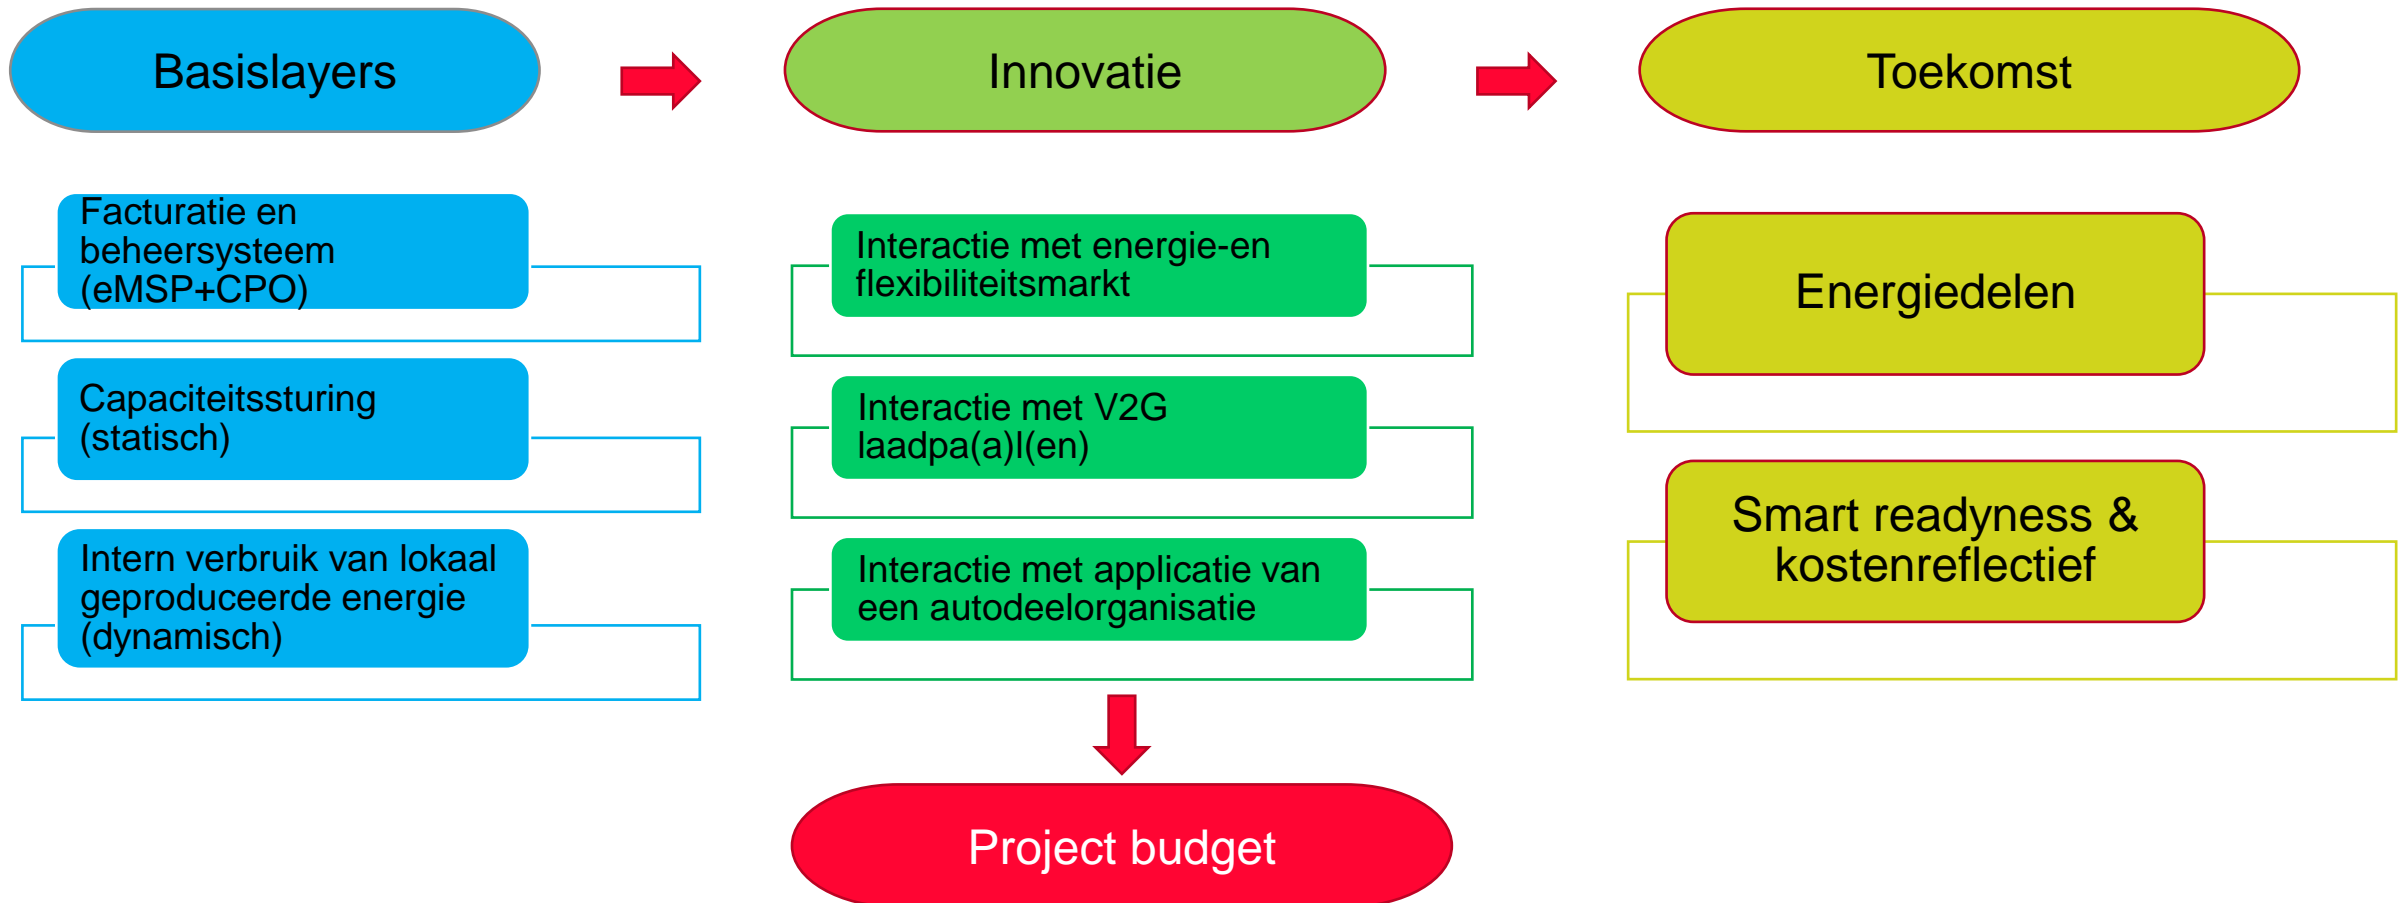 Basislayers
Innovatie
Toekomst
Facturatie en
beheersysteem
(eMSP+CPO)
Capaciteitssturing
(statisch)
Intern verbruik van lokaal
geproduceerde energie
(dynamisch)
Interactie met energie-en
flexibiliteitsmarkt
Interactie met V2G
laadpa(a)l(en)
Interactie met applicatie van
een autodeelorganisatie
Energiedelen
Smart readyness &
kostenreflectief
Project budget